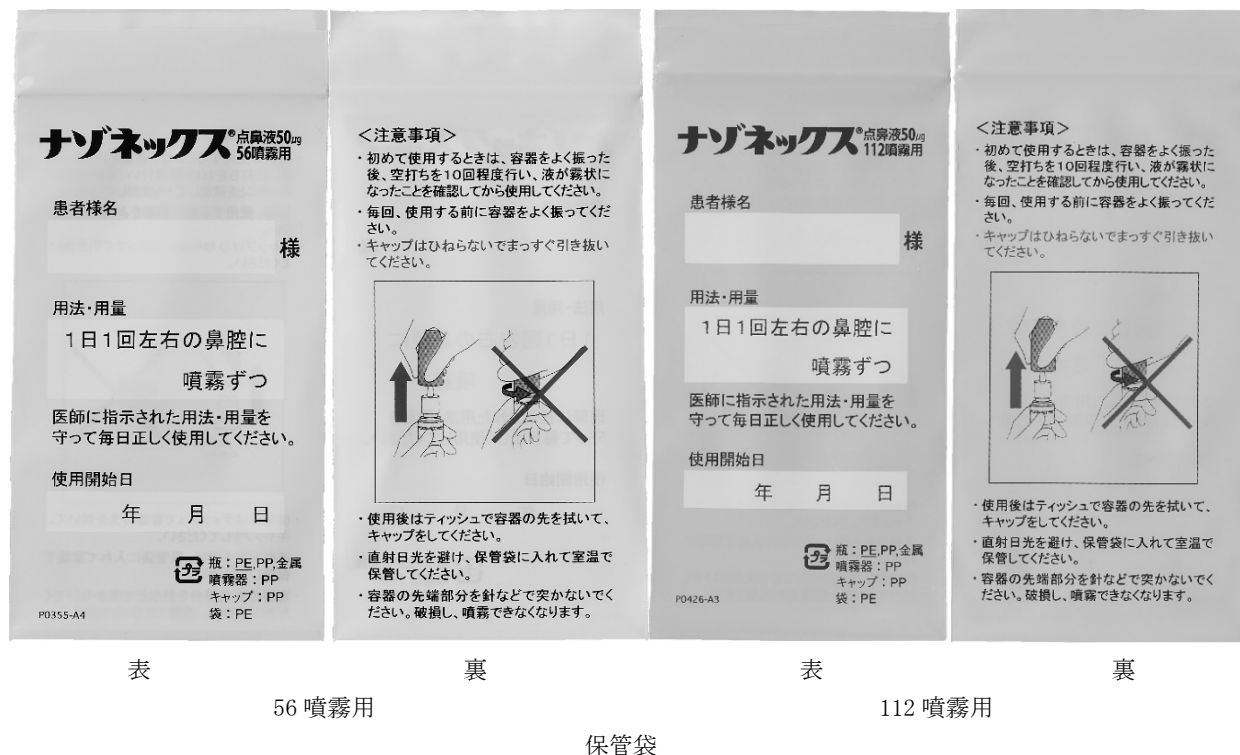 ナゾネックス®点鼻液50μg
56噴霧用
患者様名
様
用法・用量
1日1回左右の鼻腔に
噴霧ずつ
医師に指示された用法・用量を
守って毎日正しく使用してください。
使用開始日
年 月 日
プラ
瓶：PE,PP,金属
噴霧器：PP
キャップ：PP
袋：PE
P0355-A4
＜注意事項＞
・初めて使用するときは、容器をよく振った
後、空打ちを10回程度行い、液が霧状に
なったことを確認してから使用してください。
・毎回、使用する前に容器をよく振ってくだ
さい。
・キャップはひねらないでまっすぐ引き抜い
てください。
・使用後はティッシュで容器の先を拭いて、
キャップをしてください。
・直射日光を避け、保管袋に入れて室温で
保管してください。
・容器の先端部分を針などで突かないでく
ださい。破損し、噴霧できなくなります。
ナゾネックス®点鼻液50μg
112噴霧用
患者様名
様
用法・用量
1日1回左右の鼻腔に
噴霧ずつ
医師に指示された用法・用量を
守って毎日正しく使用してください。
使用開始日
年 月 日
プラ
瓶：PE,PP,金属
噴霧器：PP
キャップ：PP
袋：PE
P0426-A3
＜注意事項＞
・初めて使用するときは、容器をよく振った
後、空打ちを10回程度行い、液が霧状に
なったことを確認してから使用してください。
・毎回、使用する前に容器をよく振ってくだ
さい。
・キャップはひねらないでまっすぐ引き抜い
てください。
・使用後はティッシュで容器の先を拭いて、
キャップをしてください。
・直射日光を避け、保管袋に入れて室温で
保管してください。
・容器の先端部分を針などで突かないでく
ださい。破損し、噴霧できなくなります。
表 裏 表 裏
56 噴霧用 112 噴霧用
保管袋